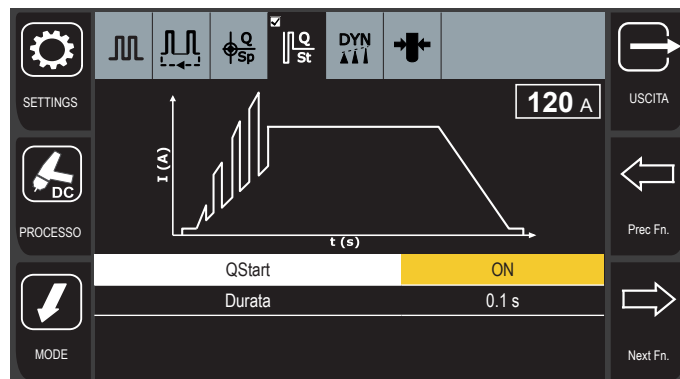 Q
Sp
Q
St
DYN
SETTINGS
120 A
USCITA
I (A)
DC
PROCESSO
Prec Fn.
t (s)
QStart ON
Durata 0.1 s
MODE
Next Fn.